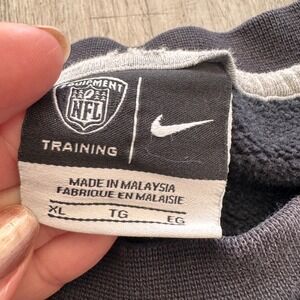 EQUIPMENT
NFL
TRAINING
MADE IN MALAYSIA
FABRIQUE EN MALAISIE
XL TG EG